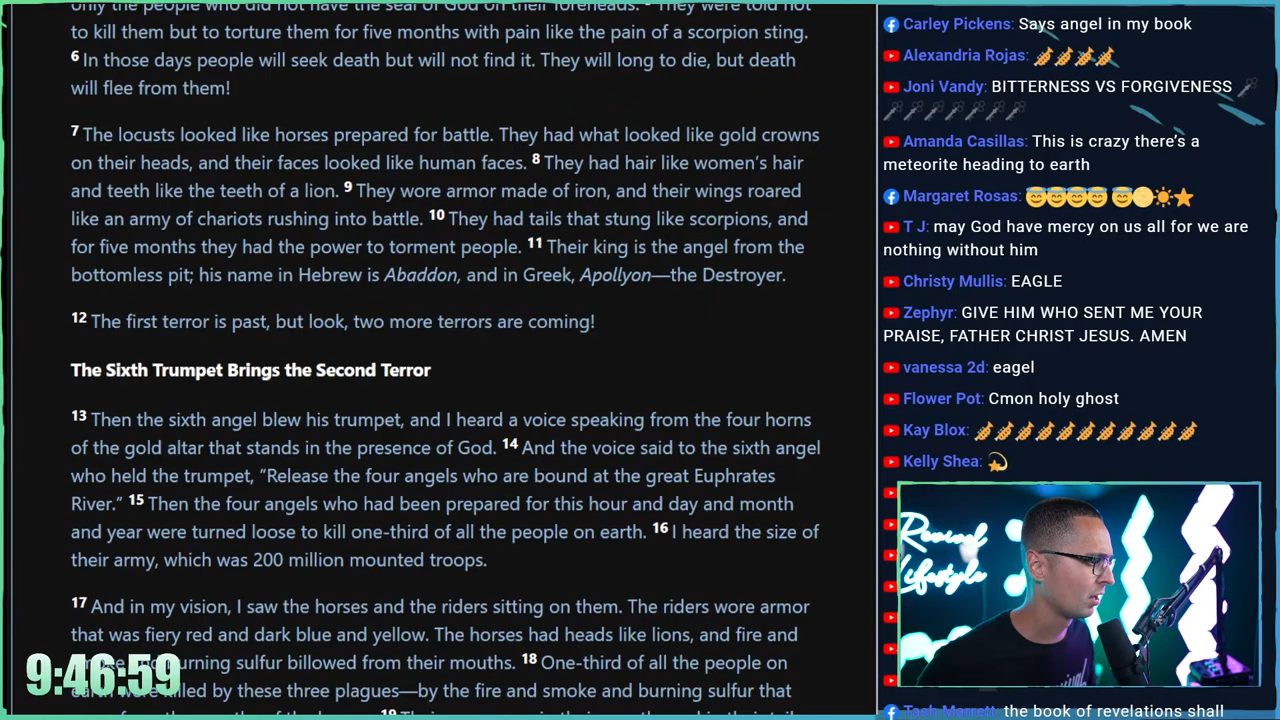 only the people who did not have the seal of God on their foreheads. They were told not
to kill them but to torture them for five months with pain like the pain of a scorpion sting.
6 In those days people will seek death but will not find it. They will long to die, but death
will flee from them!
7 The locusts looked like horses prepared for battle. They had what looked like gold crowns
on their heads, and their faces looked like human faces. 8 They had hair like women’s hair
and teeth like the teeth of a lion. 9 They wore armor made of iron, and their wings roared
like an army of chariots rushing into battle. 10 They had tails that stung like scorpions, and
for five months they had the power to torment people. 11 Their king is the angel from the
bottomless pit; his name in Hebrew is Abaddon, and in Greek, Apollyon—the Destroyer.
12 The first terror is past, but look, two more terrors are coming!
The Sixth Trumpet Brings the Second Terror
13 Then the sixth angel blew his trumpet, and I heard a voice speaking from the four horns
of the gold altar that stands in the presence of God. 14 And the voice said to the sixth angel
who held the trumpet, “Release the four angels who are bound at the great Euphrates
River.” 15 Then the four angels who had been prepared for this hour and day and month
and year were turned loose to kill one-third of all the people on earth. 16 I heard the size of
their army, which was 200 million mounted troops.
17 And in my vision, I saw the horses and the riders sitting on them. The riders wore armor
that was fiery red and dark blue and yellow. The horses had heads like lions, and fire and
burning sulfur billowed from their mouths. 18 One-third of all the people on
earth were killed by these three plagues—by the fire and smoke and burning sulfur that
9:46:59
Carley Pickens: Says angel in my book
Alexandria Rojas: 🎺🎺🎺🎺
Joni Vandy: BITTERNESS VS FORGIVENESS 🗝
🗝🗝🗝🗝🗝🗝🗝
Amanda Casillas: This is crazy there’s a
meteorite heading to earth
Margaret Rosas: 😇😇😇😇 😇🌕☀⭐
T J: may God have mercy on us all for we are
nothing without him
Christy Mullis: EAGLE
Zephyr: GIVE HIM WHO SENT ME YOUR
PRAISE, FATHER CHRIST JESUS. AMEN
vanessa 2d: eagel
Flower Pot: Cmon holy ghost
Kay Blox: 🎺🎺🎺🎺🎺🎺🎺🎺🎺🎺🎺
Kelly Shea: 💫
Revival
Lifestyle
Tash Marrett: the book of revelations shall